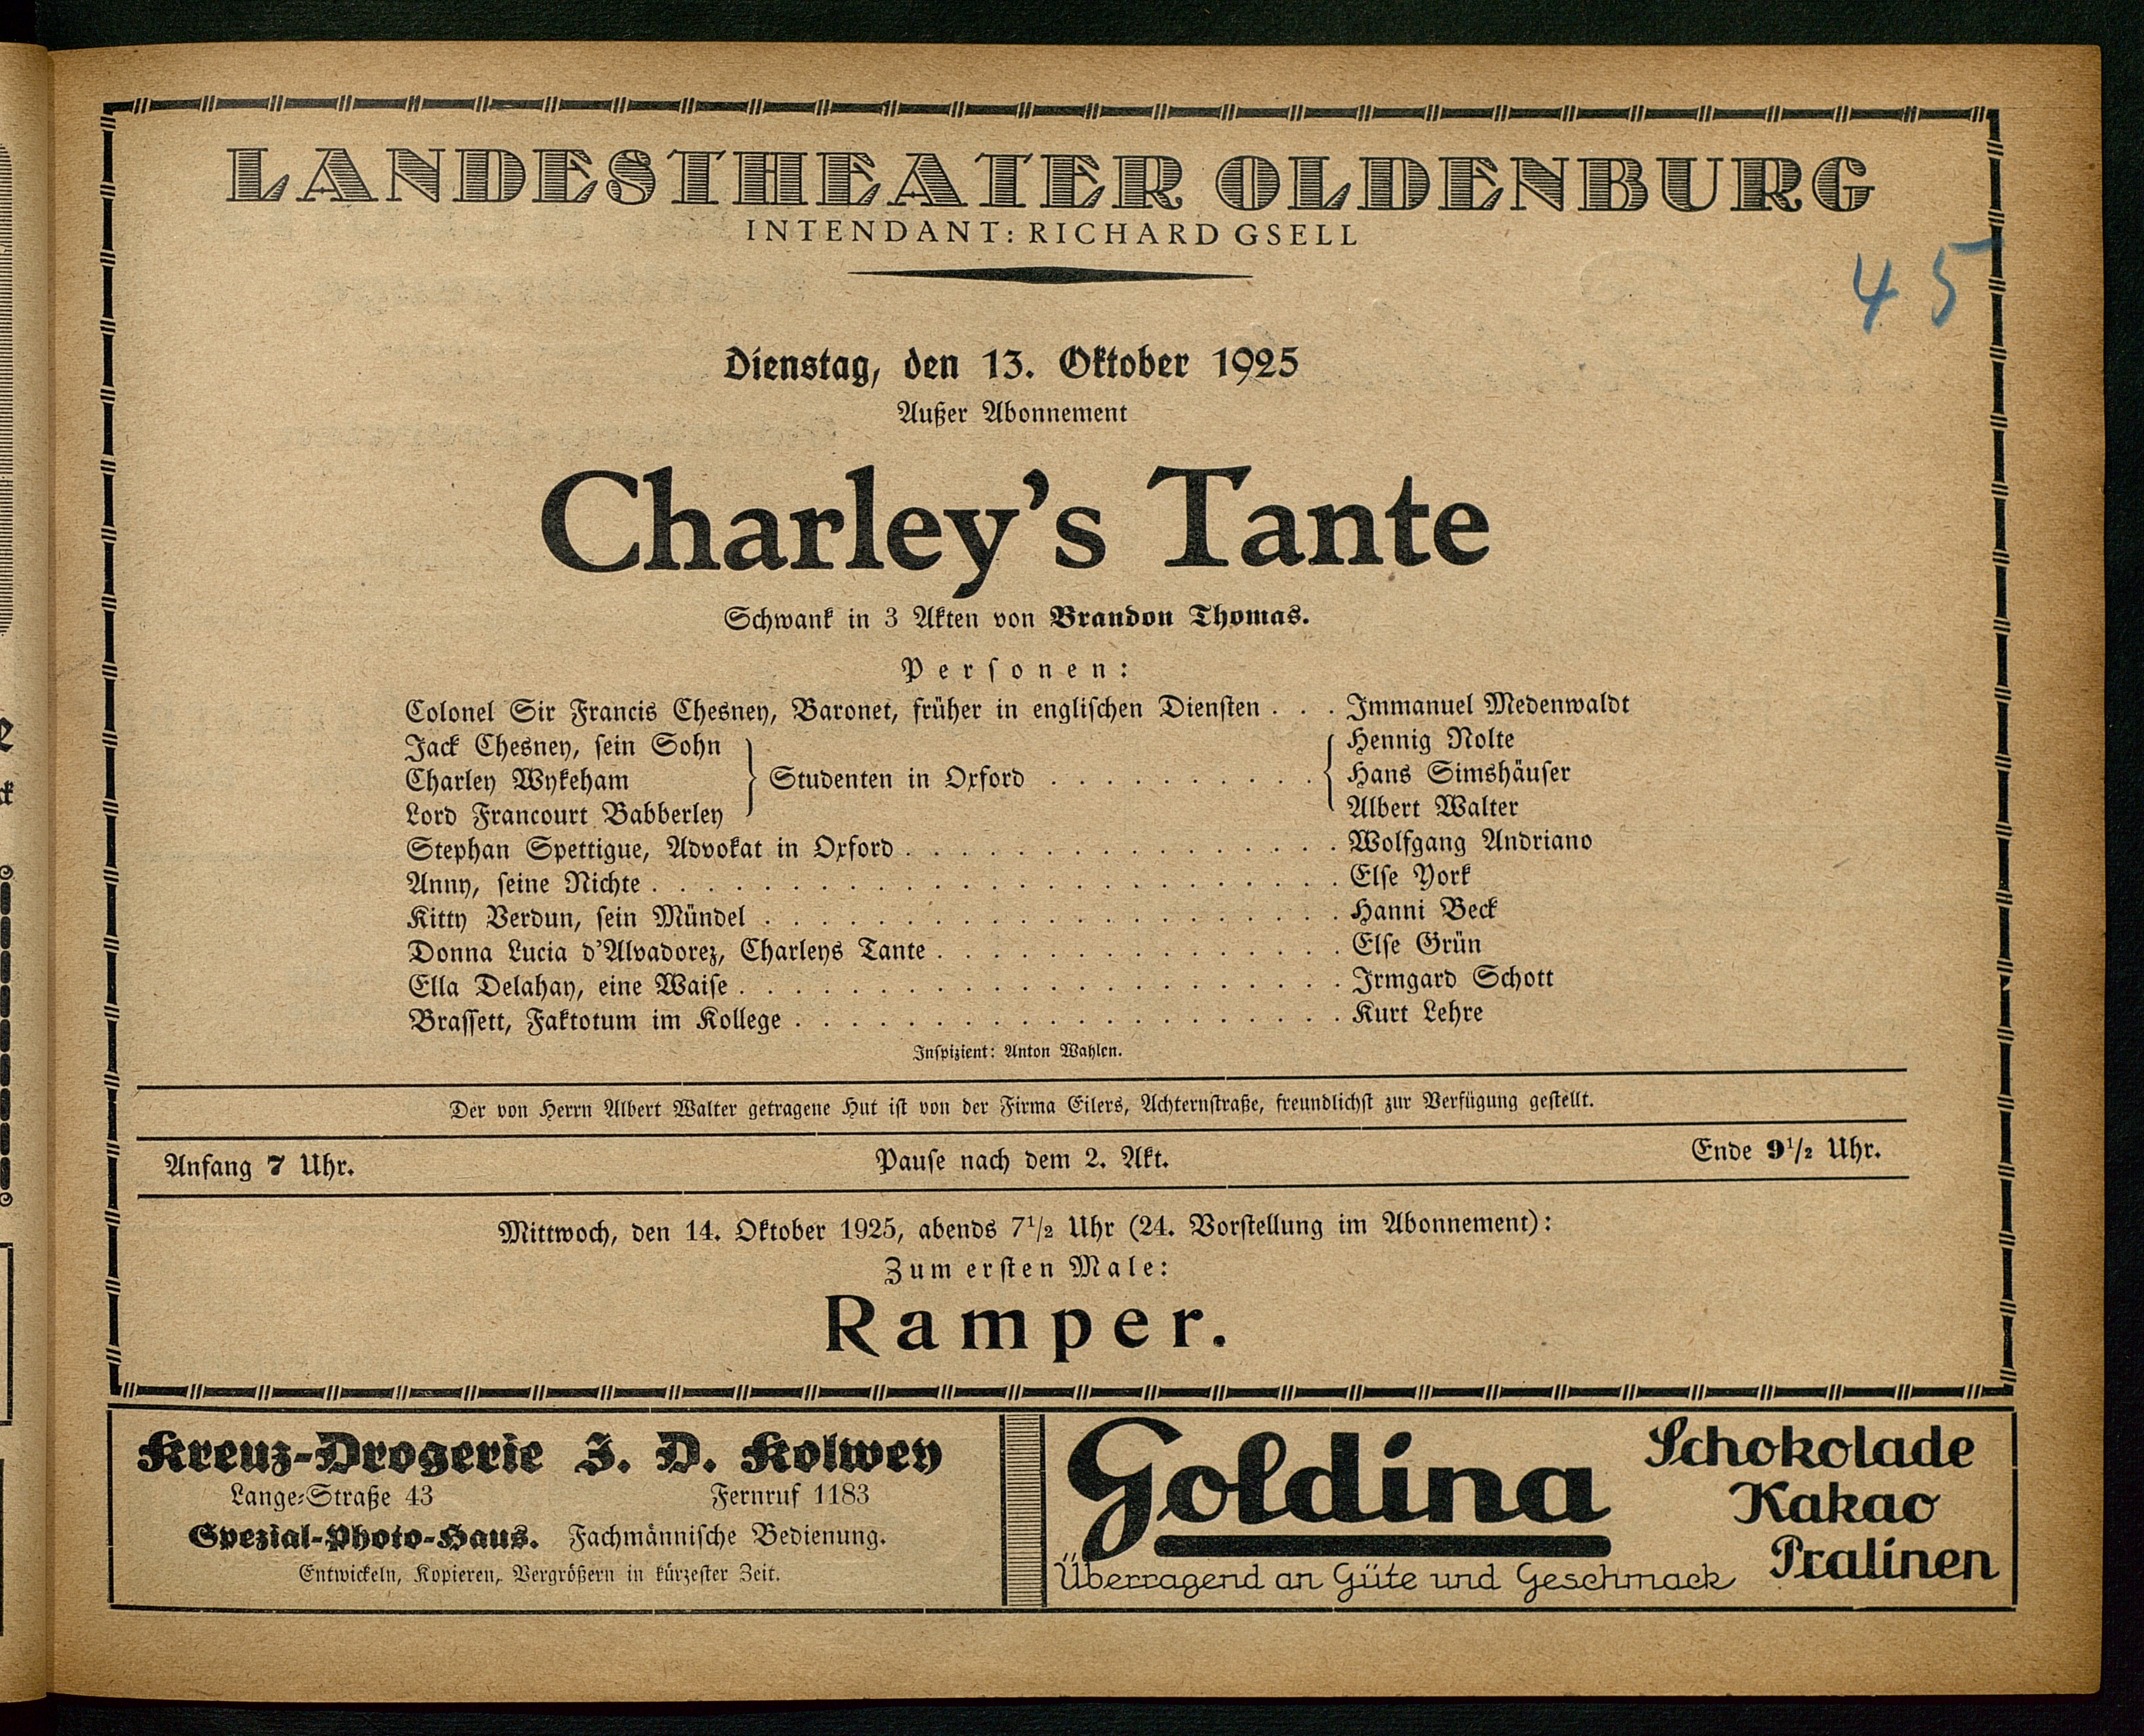 LANDESTHEATER OLDENBURG
INTENDANT: RICHARD GSELL
45
Dienstag, den 13. Oktober 1925
Außer Abonnement
Charley's Tante
Schwank in 3 Akten von Brandon Thomas.
Personen:
Colonel Sir Francis Chesney, Baronet, früher in englischen Diensten . . . Immanuel Medenwaldt
Jack Chesney, sein Sohn } Studenten in Oxford { Hennig Nolte
Charley Wykeham Hans Simshäuser
Lord Francourt Babberley Albert Walter
Stephan Spettigue, Advokat in Oxford . . . Wolfgang Andriano
Anny, seine Nichte . . . Else York
Kitty Verdun, sein Mündel . . . Hanni Beck
Donna Lucia d'Alvadorez, Charleys Tante . . . Else Grün
Ella Delahay, eine Waise . . . Irmgard Schott
Brassett, Faktotum im Kollege . . . Kurt Lehre
Inspizient: Anton Wahlen.
Der von Herrn Albert Walter getragene Hut ist von der Firma Eilers, Achternstraße, freundlichst zur Verfügung gestellt.
Anfang 7 Uhr. Pause nach dem 2. Akt. Ende 9½ Uhr.
Mittwoch, den 14. Oktober 1925, abends 7½ Uhr (24. Vorstellung im Abonnement):
Zum ersten Male:
Ramper.
Kreuz-Drogerie J. D. Kolwey
Lange-Straße 43 Fernruf 1183
Spezial-Photo-Haus. Fachmännische Bedienung.
Entwickeln, Kopieren, Vergrößern in kürzester Zeit.
Goldina
Schokolade
Kakao
Pralinen
Überragend an Güte und Geschmack